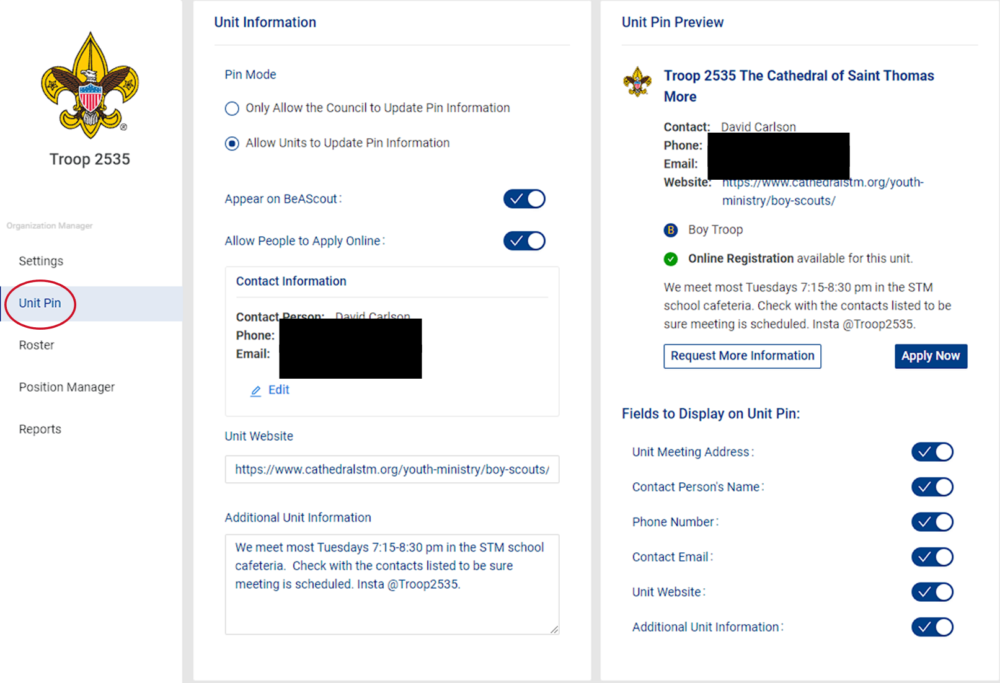 ®
Troop 2535
Organization Manager
Settings
Unit Pin
Roster
Position Manager
Reports
Unit Information
Pin Mode
Only Allow the Council to Update Pin Information
Allow Units to Update Pin Information
Appear on BeAScout:
Allow People to Apply Online:
Contact Information
Contact Person: David Carlson
Phone:
Email:
Edit
Unit Website
https://www.cathedralstm.org/youth-ministry/boy-scouts/
Additional Unit Information
We meet most Tuesdays 7:15-8:30 pm in the STM school
cafeteria. Check with the contacts listed to be sure
meeting is scheduled. Insta @Troop2535.
Unit Pin Preview
Troop 2535 The Cathedral of Saint Thomas
More
Contact: David Carlson
Phone:
Email:
Website: https://www.cathedralstm.org/youth-
ministry/boy-scouts/
B Boy Troop
Online Registration available for this unit.
We meet most Tuesdays 7:15-8:30 pm in the STM
school cafeteria. Check with the contacts listed to be
sure meeting is scheduled. Insta @Troop2535.
Request More Information Apply Now
Fields to Display on Unit Pin:
Unit Meeting Address:
Contact Person's Name:
Phone Number:
Contact Email:
Unit Website:
Additional Unit Information: